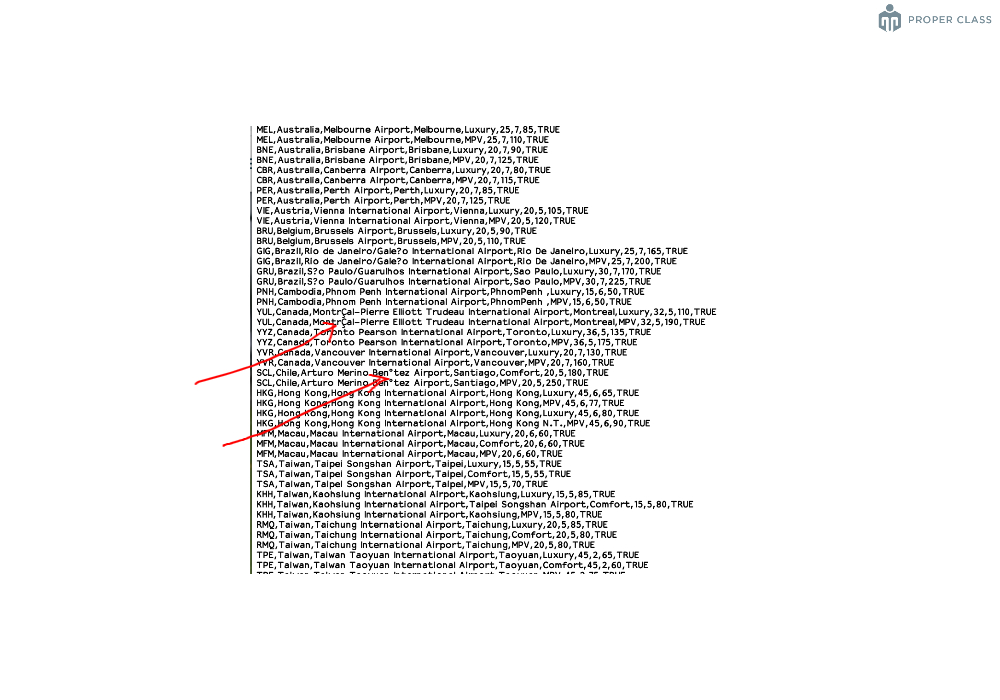 PROPER CLASS
MEL,Australia,Melbourne Airport,Melbourne,Luxury,25,7,85,TRUE
MEL,Australia,Melbourne Airport,Melbourne,MPV,25,7,110,TRUE
BNE,Australia,Brisbane Airport,Brisbane,Luxury,20,7,90,TRUE
BNE,Australia,Brisbane Airport,Brisbane,MPV,20,7,125,TRUE
CBR,Australia,Canberra Airport,Canberra,Luxury,20,7,80,TRUE
CBR,Australia,Canberra Airport,Canberra,MPV,20,7,115,TRUE
PER,Australia,Perth Airport,Perth,Luxury,20,7,85,TRUE
PER,Australia,Perth Airport,Perth,MPV,20,7,125,TRUE
VIE,Austria,Vienna International Airport,Vienna,Luxury,20,5,105,TRUE
VIE,Austria,Vienna International Airport,Vienna,MPV,20,5,120,TRUE
BRU,Belgium,Brussels Airport,Brussels,Luxury,20,5,90,TRUE
BRU,Belgium,Brussels Airport,Brussels,MPV,20,5,110,TRUE
GIG,Brazil,Rio de Janeiro/Gale?o International Airport,Rio De Janeiro,Luxury,25,7,165,TRUE
GIG,Brazil,Rio de Janeiro/Gale?o International Airport,Rio De Janeiro,MPV,25,7,200,TRUE
GRU,Brazil,S?o Paulo/Guarulhos International Airport,Sao Paulo,Luxury,30,7,170,TRUE
GRU,Brazil,S?o Paulo/Guarulhos International Airport,Sao Paulo,MPV,30,7,225,TRUE
PNH,Cambodia,Phnom Penh International Airport,PhnomPenh ,Luxury,15,6,50,TRUE
PNH,Cambodia,Phnom Penh International Airport,PhnomPenh ,MPV,15,6,50,TRUE
YUL,Canada,MontrÇal-Pierre Elliott Trudeau International Airport,Montreal,Luxury,32,5,110,TRUE
YUL,Canada,MontrÇal-Pierre Elliott Trudeau International Airport,Montreal,MPV,32,5,190,TRUE
YYZ,Canada,Toronto Pearson International Airport,Toronto,Luxury,36,5,135,TRUE
YYZ,Canada,Toronto Pearson International Airport,Toronto,MPV,36,5,175,TRUE
YVR,Canada,Vancouver International Airport,Vancouver,Luxury,20,7,130,TRUE
YVR,Canada,Vancouver International Airport,Vancouver,MPV,20,7,160,TRUE
SCL,Chile,Arturo Merino Ben°tez Airport,Santiago,Comfort,20,5,180,TRUE
SCL,Chile,Arturo Merino Ben°tez Airport,Santiago,MPV,20,5,250,TRUE
HKG,Hong Kong,Hong Kong International Airport,Hong Kong,Luxury,45,6,65,TRUE
HKG,Hong Kong,Hong Kong International Airport,Hong Kong,MPV,45,6,77,TRUE
HKG,Hong Kong,Hong Kong International Airport,Hong Kong,Luxury,45,6,80,TRUE
HKG,Hong Kong,Hong Kong International Airport,Hong Kong N.T.,MPV,45,6,90,TRUE
MFM,Macau,Macau International Airport,Macau,Luxury,20,6,60,TRUE
MFM,Macau,Macau International Airport,Macau,Comfort,20,6,60,TRUE
MFM,Macau,Macau International Airport,Macau,MPV,20,6,60,TRUE
TSA,Taiwan,Taipei Songshan Airport,Taipei,Luxury,15,5,55,TRUE
TSA,Taiwan,Taipei Songshan Airport,Taipei,Comfort,15,5,55,TRUE
TSA,Taiwan,Taipei Songshan Airport,Taipei,MPV,15,5,70,TRUE
KHH,Taiwan,Kaohsiung International Airport,Kaohsiung,Luxury,15,5,85,TRUE
KHH,Taiwan,Kaohsiung International Airport,Taipei Songshan Airport,Comfort,15,5,80,TRUE
KHH,Taiwan,Kaohsiung International Airport,Kaohsiung,MPV,15,5,80,TRUE
RMQ,Taiwan,Taichung International Airport,Taichung,Luxury,20,5,85,TRUE
RMQ,Taiwan,Taichung International Airport,Taichung,Comfort,20,5,80,TRUE
RMQ,Taiwan,Taichung International Airport,Taichung,MPV,20,5,80,TRUE
TPE,Taiwan,Taiwan Taoyuan International Airport,Taoyuan,Luxury,45,2,65,TRUE
TPE,Taiwan,Taiwan Taoyuan International Airport,Taoyuan,Comfort,45,2,60,TRUE